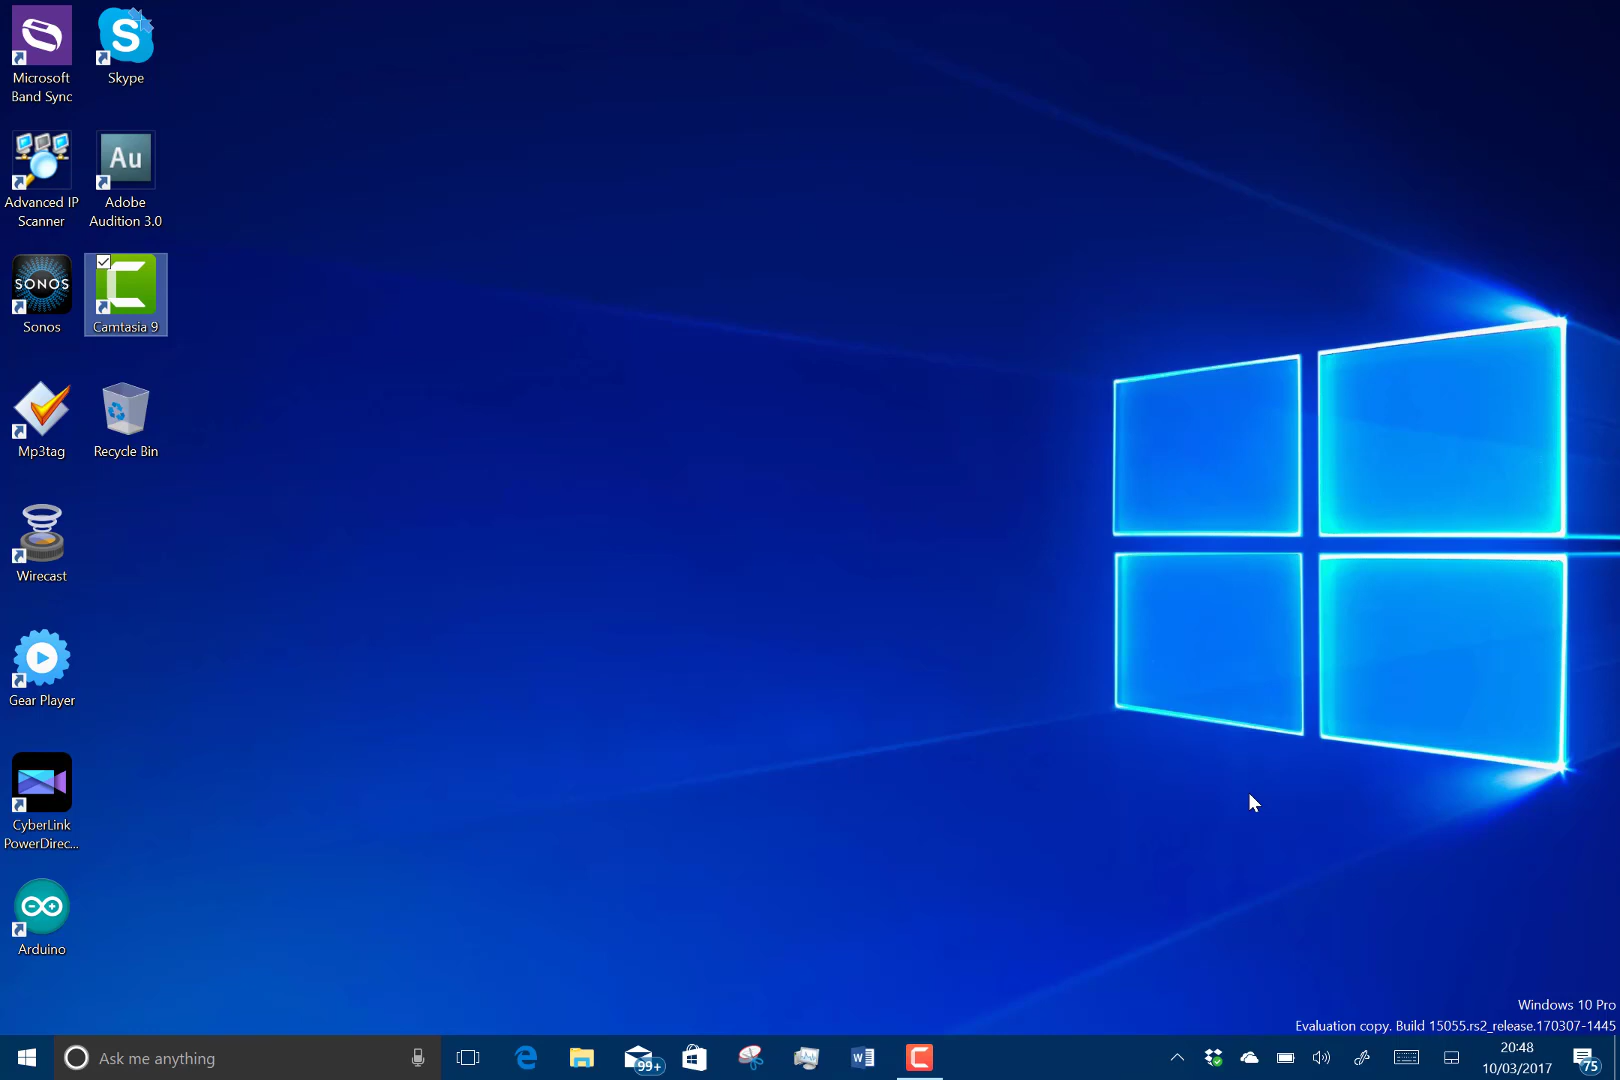 Microsoft
Band Sync
Skype
Advanced IP
Scanner
Au
Adobe
Audition 3.0
SONOS
Sonos
Camtasia 9
Mp3tag
Recycle Bin
Wirecast
Gear Player
CyberLink
PowerDirec...
Arduino
Windows 10 Pro
Evaluation copy. Build 15055.rs2_release.170307-1445
Ask me anything
99+
20:48
10/03/2017
75